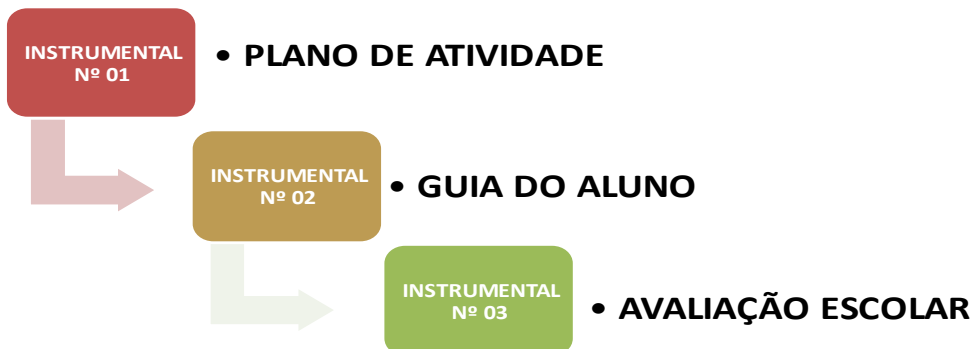 INSTRUMENTAL
Nº 01
• PLANO DE ATIVIDADE
INSTRUMENTAL
Nº 02
• GUIA DO ALUNO
INSTRUMENTAL
Nº 03
• AVALIAÇÃO ESCOLAR